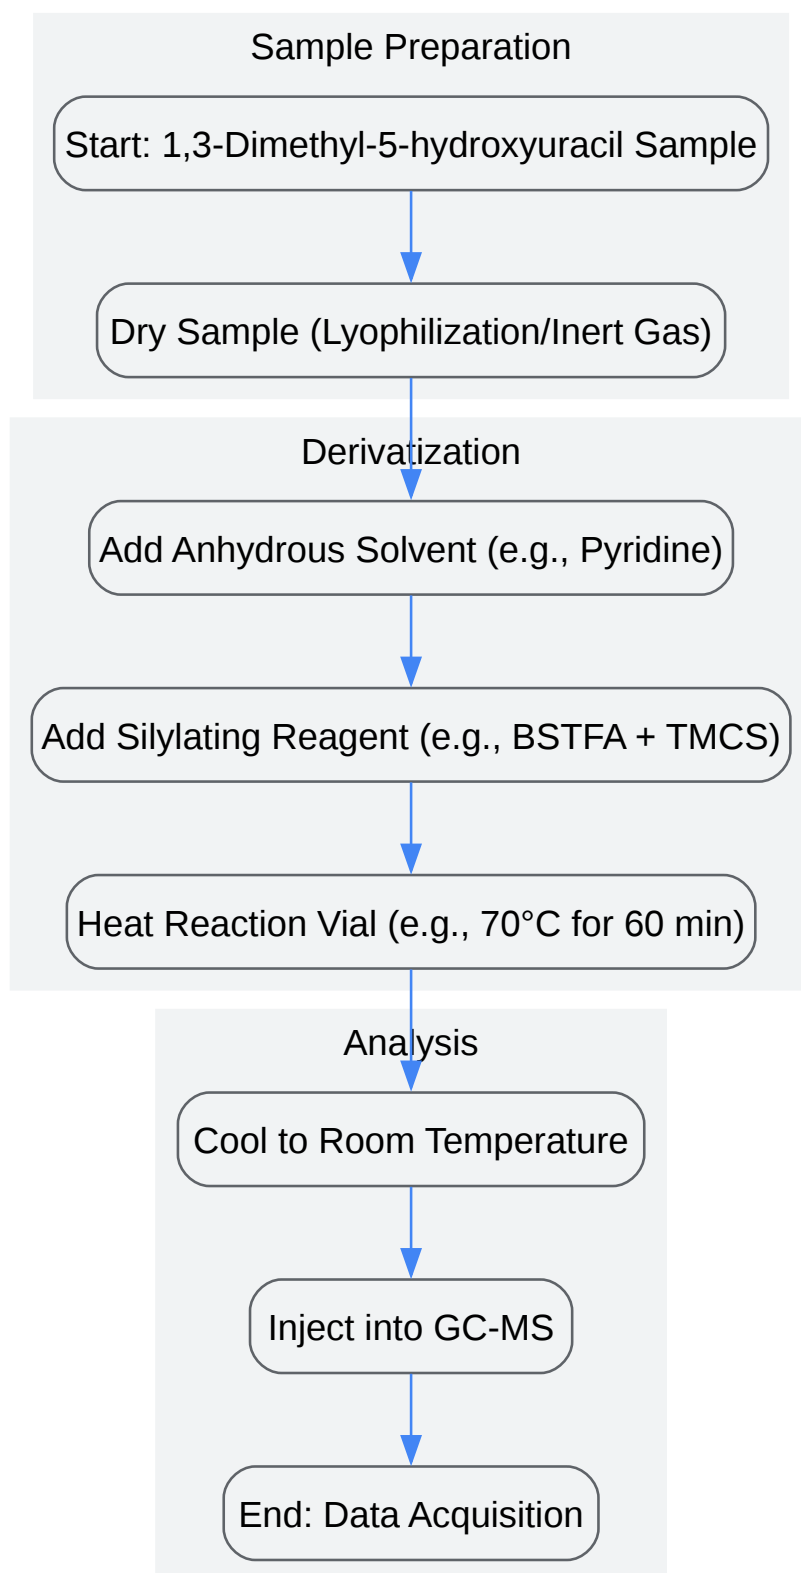 Sample Preparation
Start: 1,3-Dimethyl-5-hydroxyuracil Sample
Dry Sample (Lyophilization/Inert Gas)
Derivatization
Add Anhydrous Solvent (e.g., Pyridine)
Add Silylating Reagent (e.g., BSTFA + TMCS)
Heat Reaction Vial (e.g., 70°C for 60 min)
Analysis
Cool to Room Temperature
Inject into GC-MS
End: Data Acquisition